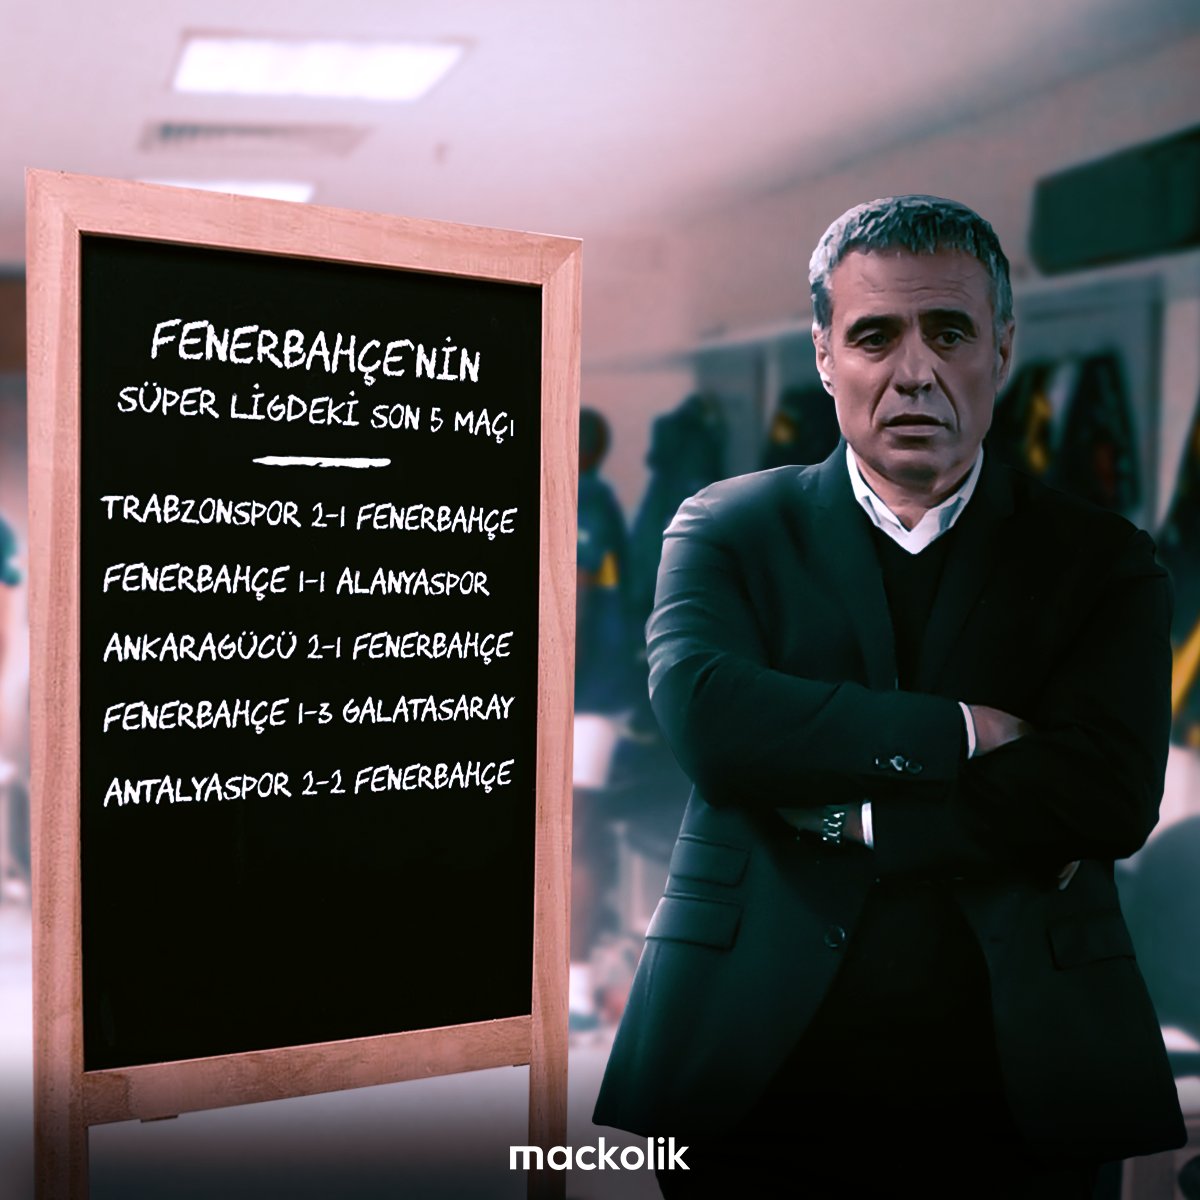 FENERBAHÇE'NİN
SÜPER LİGDEKİ SON 5 MAÇI
TRABZONSPOR 2-1 FENERBAHÇE
FENERBAHÇE 1-1 ALANYASPOR
ANKARAGÜCÜ 2-1 FENERBAHÇE
FENERBAHÇE 1-3 GALATASARAY
ANTALYASPOR 2-2 FENERBAHÇE
mackolik